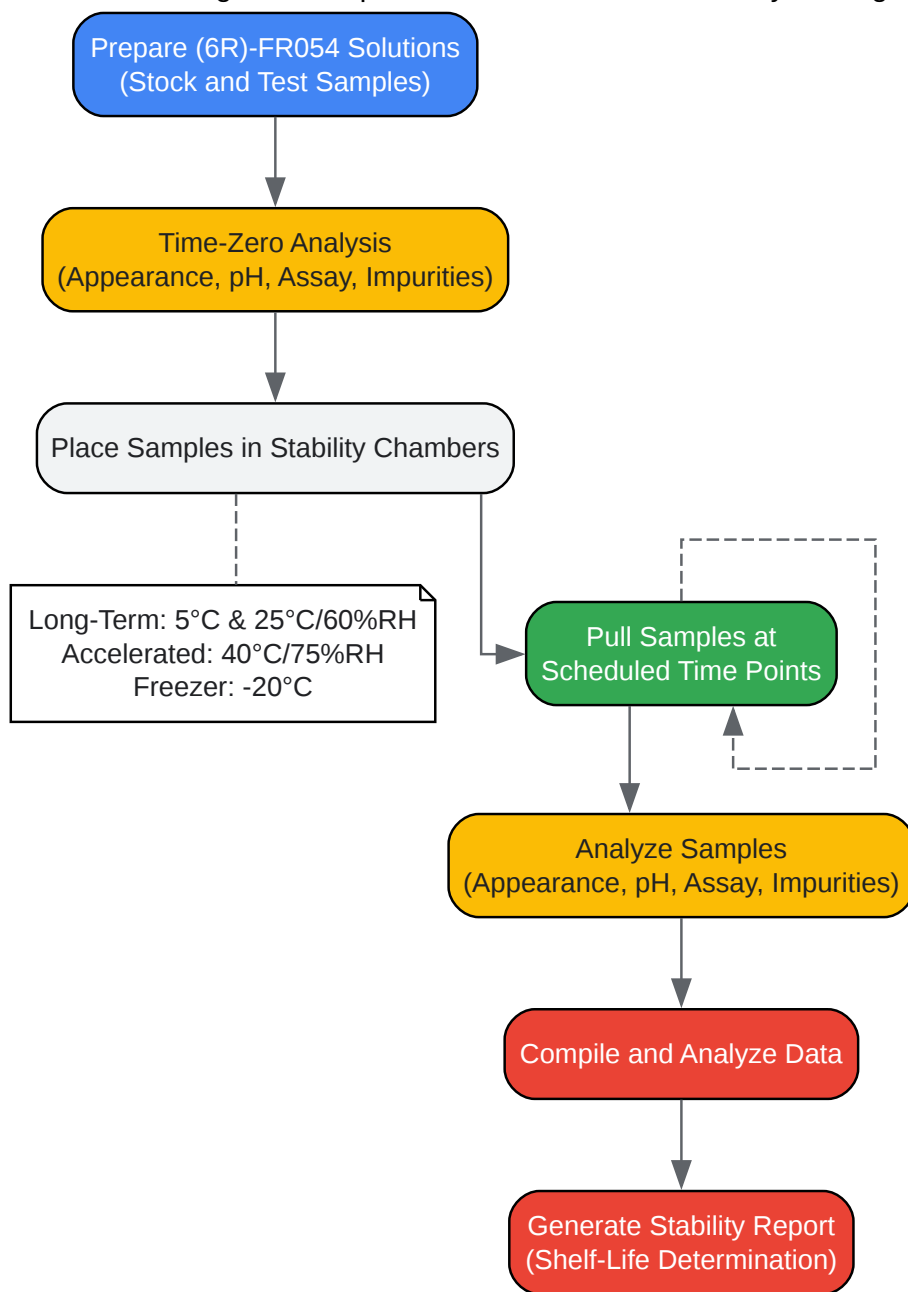 Prepare (6R)-FR054 Solutions
(Stock and Test Samples)
Time-Zero Analysis
(Appearance, pH, Assay, Impurities)
Place Samples in Stability Chambers
Long-Term: 5°C & 25°C/60%RH
Accelerated: 40°C/75%RH
Freezer: -20°C
Pull Samples at
Scheduled Time Points
Analyze Samples
(Appearance, pH, Assay, Impurities)
Compile and Analyze Data
Generate Stability Report
(Shelf-Life Determination)